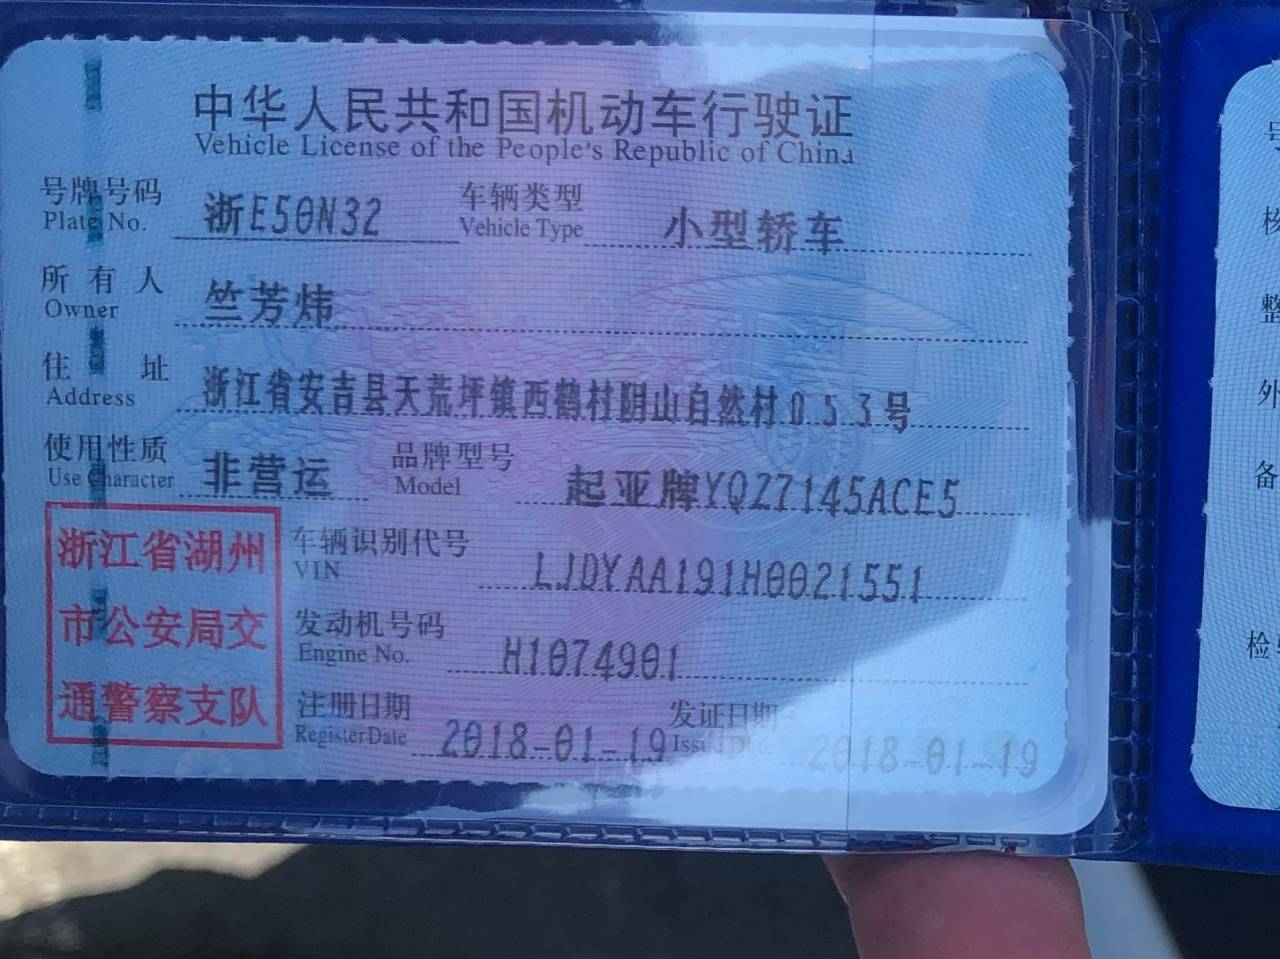 中华人民共和国机动车行驶证
Vehicle License of the People's Republic of China
号牌号码 浙E50N32 车辆类型 小型轿车
Plate No. Vehicle Type
所有人 竺芳炜
Owner
住址 浙江省安吉县天荒坪镇西鹤村阴山自然村053号
Address
使用性质 非营运 品牌型号 起亚牌YQZ7145ACE5
Use Character Model
浙江省湖州
市公安局交
通警察支队
车辆识别代号 LJDYAA191H0021551
VIN
发动机号码 H1074901
Engine No.
注册日期 2018-01-19 发证日期 2018-01-19
Register Date Issue Date
号
核
整
外
备
检